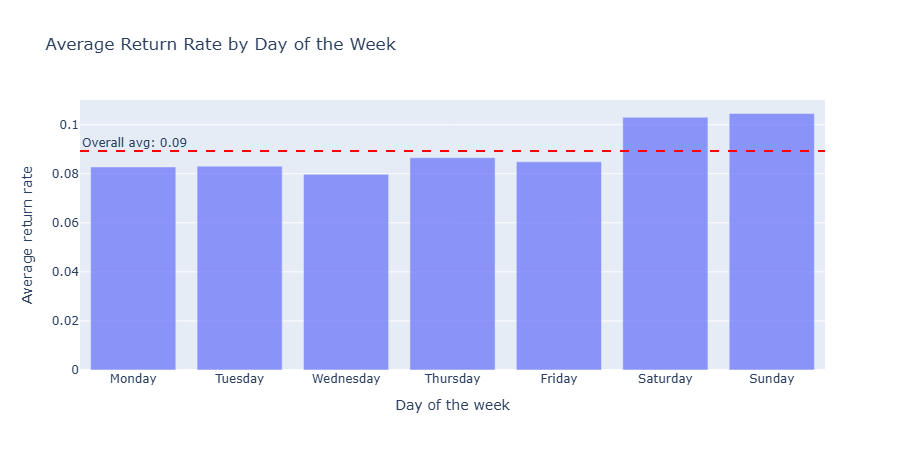 Average Return Rate by Day of the Week
0.1
Overall avg: 0.09
0.08
0.06
0.04
0.02
0
Average return rate
Monday Tuesday Wednesday Thursday Friday Saturday Sunday
Day of the week